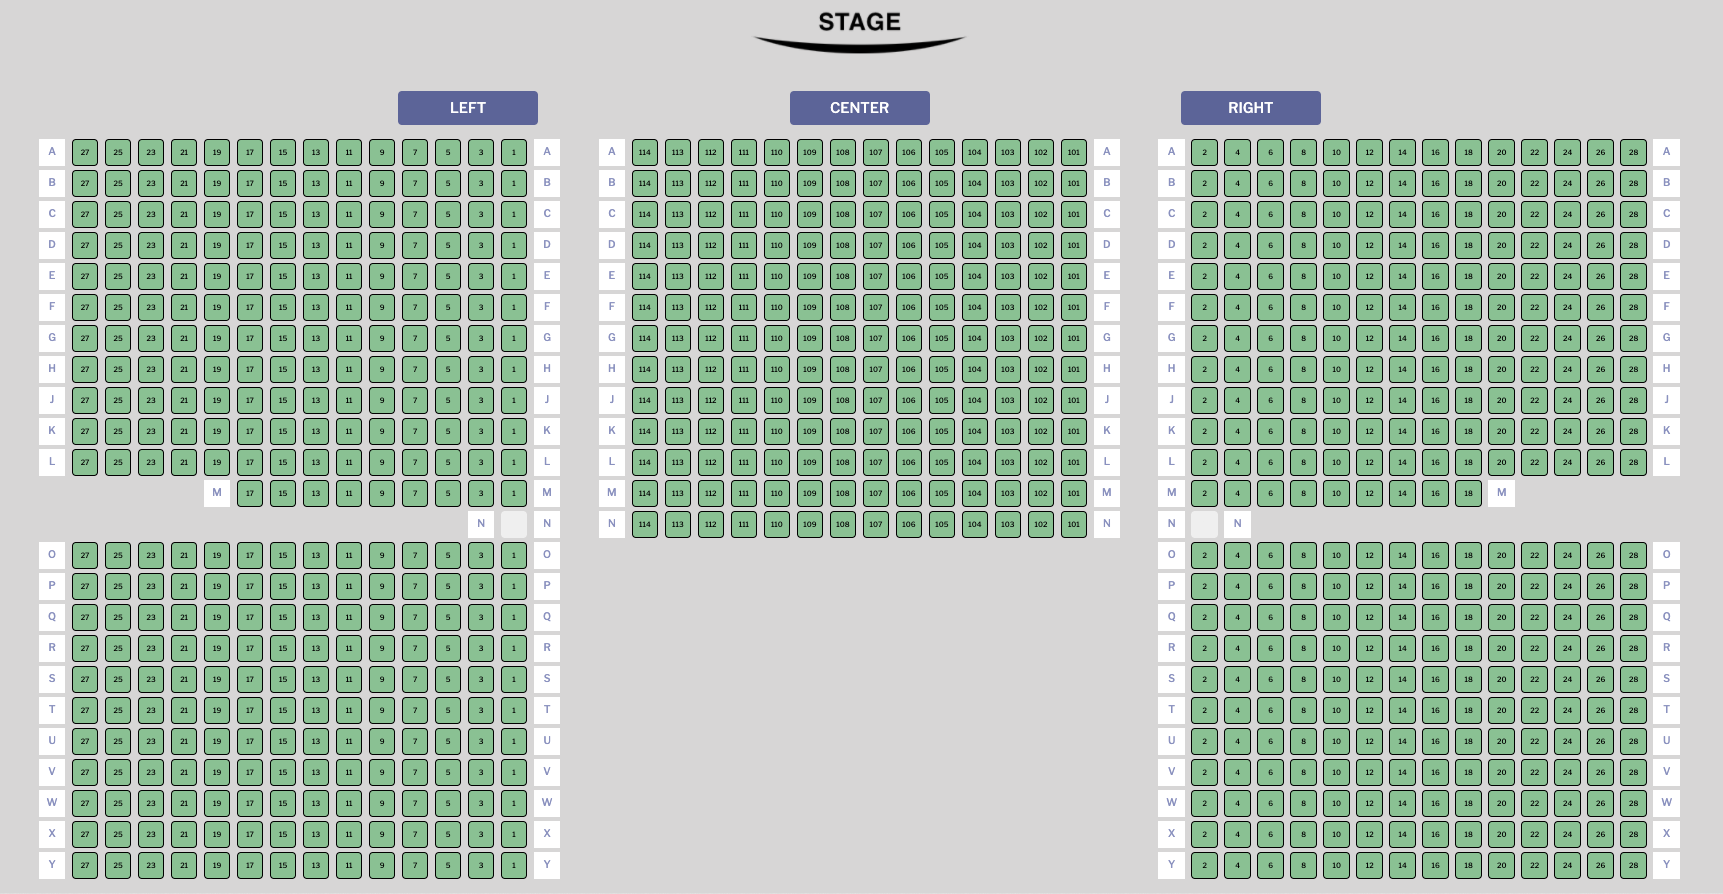 STAGE
LEFT CENTER RIGHT
A 27 25 23 21 19 17 15 13 11 9 7 5 3 1 A A 114 113 112 111 110 109 108 107 106 105 104 103 102 101 A A 2 4 6 8 10 12 14 16 18 20 22 24 26 28 A
B 27 25 23 21 19 17 15 13 11 9 7 5 3 1 B B 114 113 112 111 110 109 108 107 106 105 104 103 102 101 B B 2 4 6 8 10 12 14 16 18 20 22 24 26 28 B
C 27 25 23 21 19 17 15 13 11 9 7 5 3 1 C C 114 113 112 111 110 109 108 107 106 105 104 103 102 101 C C 2 4 6 8 10 12 14 16 18 20 22 24 26 28 C
D 27 25 23 21 19 17 15 13 11 9 7 5 3 1 D D 114 113 112 111 110 109 108 107 106 105 104 103 102 101 D D 2 4 6 8 10 12 14 16 18 20 22 24 26 28 D
E 27 25 23 21 19 17 15 13 11 9 7 5 3 1 E E 114 113 112 111 110 109 108 107 106 105 104 103 102 101 E E 2 4 6 8 10 12 14 16 18 20 22 24 26 28 E
F 27 25 23 21 19 17 15 13 11 9 7 5 3 1 F F 114 113 112 111 110 109 108 107 106 105 104 103 102 101 F F 2 4 6 8 10 12 14 16 18 20 22 24 26 28 F
G 27 25 23 21 19 17 15 13 11 9 7 5 3 1 G G 114 113 112 111 110 109 108 107 106 105 104 103 102 101 G G 2 4 6 8 10 12 14 16 18 20 22 24 26 28 G
H 27 25 23 21 19 17 15 13 11 9 7 5 3 1 H H 114 113 112 111 110 109 108 107 106 105 104 103 102 101 H H 2 4 6 8 10 12 14 16 18 20 22 24 26 28 H
J 27 25 23 21 19 17 15 13 11 9 7 5 3 1 J J 114 113 112 111 110 109 108 107 106 105 104 103 102 101 J J 2 4 6 8 10 12 14 16 18 20 22 24 26 28 J
K 27 25 23 21 19 17 15 13 11 9 7 5 3 1 K K 114 113 112 111 110 109 108 107 106 105 104 103 102 101 K K 2 4 6 8 10 12 14 16 18 20 22 24 26 28 K
L 27 25 23 21 19 17 15 13 11 9 7 5 3 1 L L 114 113 112 111 110 109 108 107 106 105 104 103 102 101 L L 2 4 6 8 10 12 14 16 18 20 22 24 26 28 L
M 17 15 13 11 9 7 5 3 1 M M 114 113 112 111 110 109 108 107 106 105 104 103 102 101 M M 2 4 6 8 10 12 14 16 18 M
N N N 114 113 112 111 110 109 108 107 106 105 104 103 102 101 N N N
O 27 25 23 21 19 17 15 13 11 9 7 5 3 1 O O 2 4 6 8 10 12 14 16 18 20 22 24 26 28 O
P 27 25 23 21 19 17 15 13 11 9 7 5 3 1 P P 2 4 6 8 10 12 14 16 18 20 22 24 26 28 P
Q 27 25 23 21 19 17 15 13 11 9 7 5 3 1 Q Q 2 4 6 8 10 12 14 16 18 20 22 24 26 28 Q
R 27 25 23 21 19 17 15 13 11 9 7 5 3 1 R R 2 4 6 8 10 12 14 16 18 20 22 24 26 28 R
S 27 25 23 21 19 17 15 13 11 9 7 5 3 1 S S 2 4 6 8 10 12 14 16 18 20 22 24 26 28 S
T 27 25 23 21 19 17 15 13 11 9 7 5 3 1 T T 2 4 6 8 10 12 14 16 18 20 22 24 26 28 T
U 27 25 23 21 19 17 15 13 11 9 7 5 3 1 U U 2 4 6 8 10 12 14 16 18 20 22 24 26 28 U
V 27 25 23 21 19 17 15 13 11 9 7 5 3 1 V V 2 4 6 8 10 12 14 16 18 20 22 24 26 28 V
W 27 25 23 21 19 17 15 13 11 9 7 5 3 1 W W 2 4 6 8 10 12 14 16 18 20 22 24 26 28 W
X 27 25 23 21 19 17 15 13 11 9 7 5 3 1 X X 2 4 6 8 10 12 14 16 18 20 22 24 26 28 X
Y 27 25 23 21 19 17 15 13 11 9 7 5 3 1 Y Y 2 4 6 8 10 12 14 16 18 20 22 24 26 28 Y